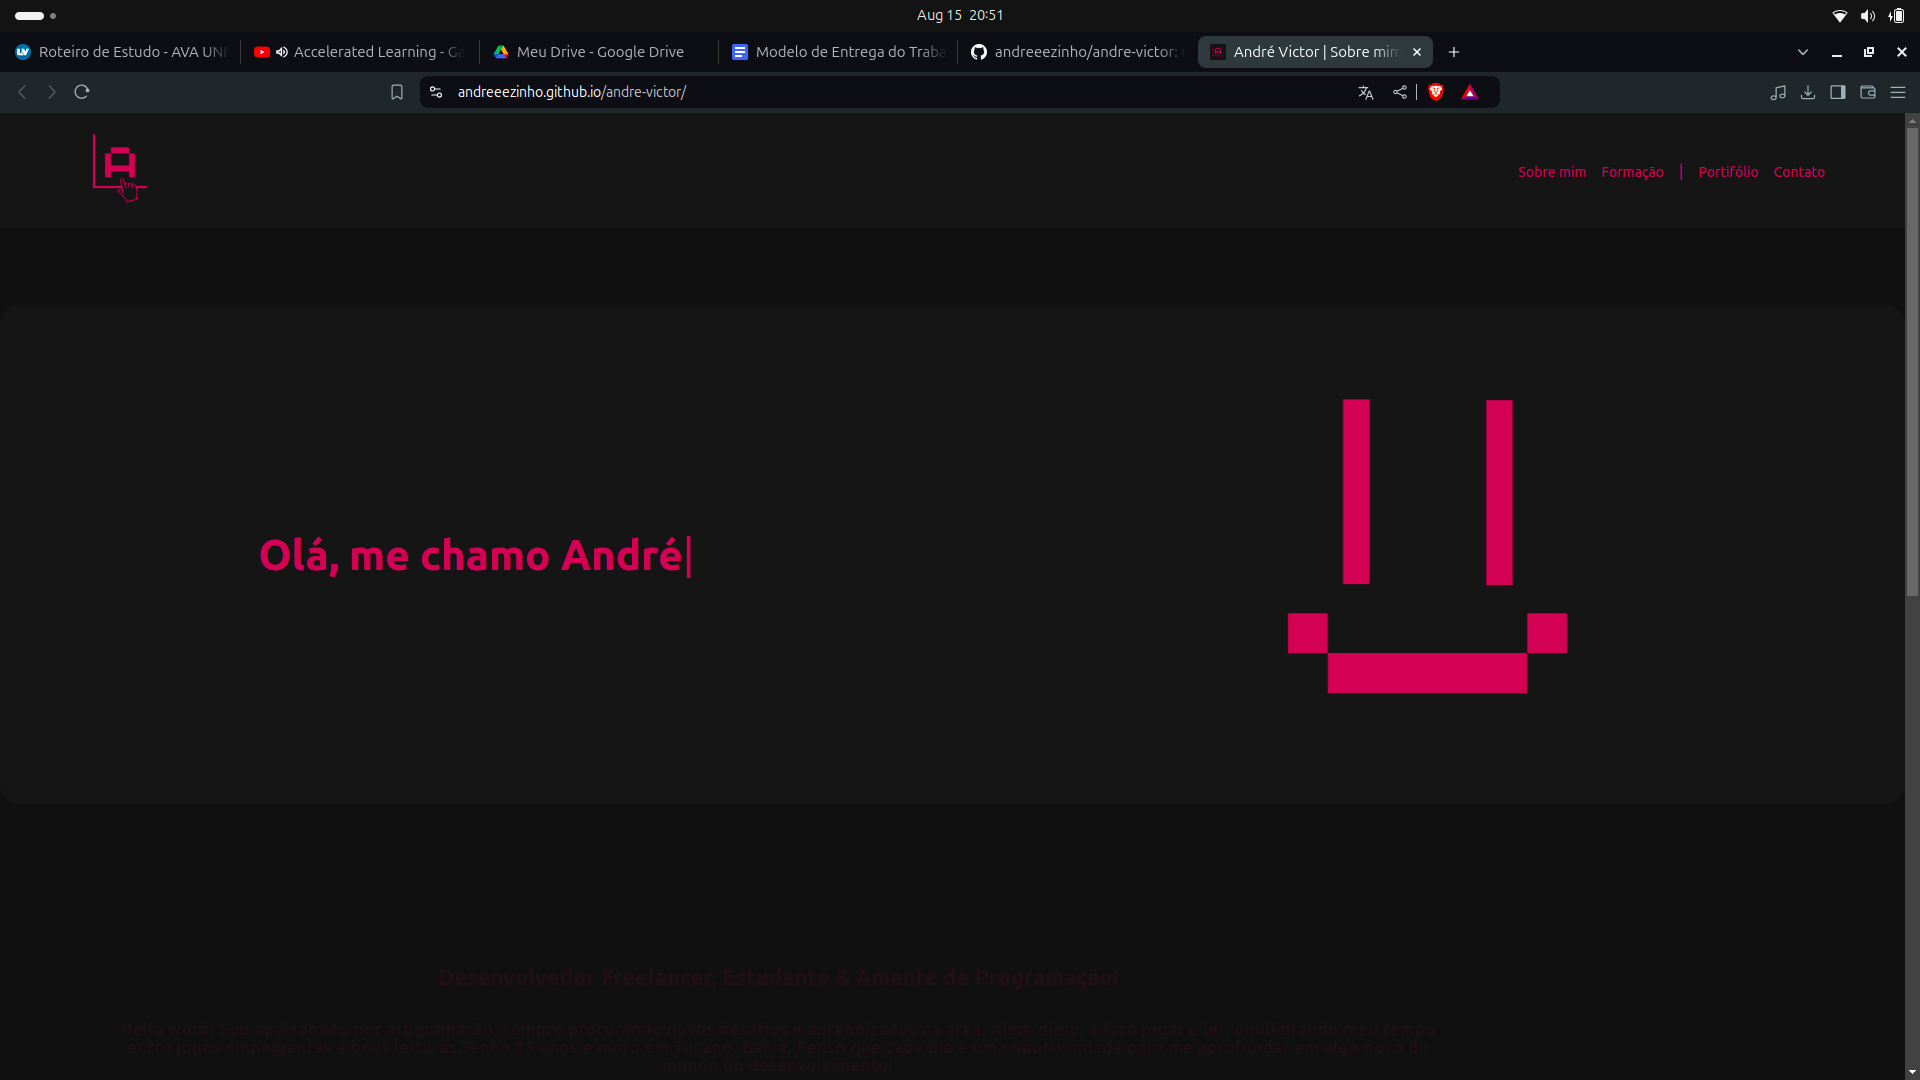 Aug 15 20:51
Roteiro de Estudo - AVA UNI
Accelerated Learning - Ga
Meu Drive - Google Drive
Modelo de Entrega do Traba
andreeezinho/andre-victor:
André Victor | Sobre mim
andreeezinho.github.io/andre-victor/
A
Sobre mim Formação | Portifólio Contato
Olá, me chamo André|
Desenvolvedor Freelancer, Estudante & Amante de Programação!
Hello word! Sou apaixonado por programação, sempre procurando novos desafios e aprendizados na área. Além disso, adoro jogar e ler, equilibrando meu tempo
entre jogos empolgantes e boas leituras Tenho 18 anos e moro em Tucano, Bahia. Penso que cada dia é uma oportunidade para me aprofundar em algo novo do
mundo do desenvolvimento!